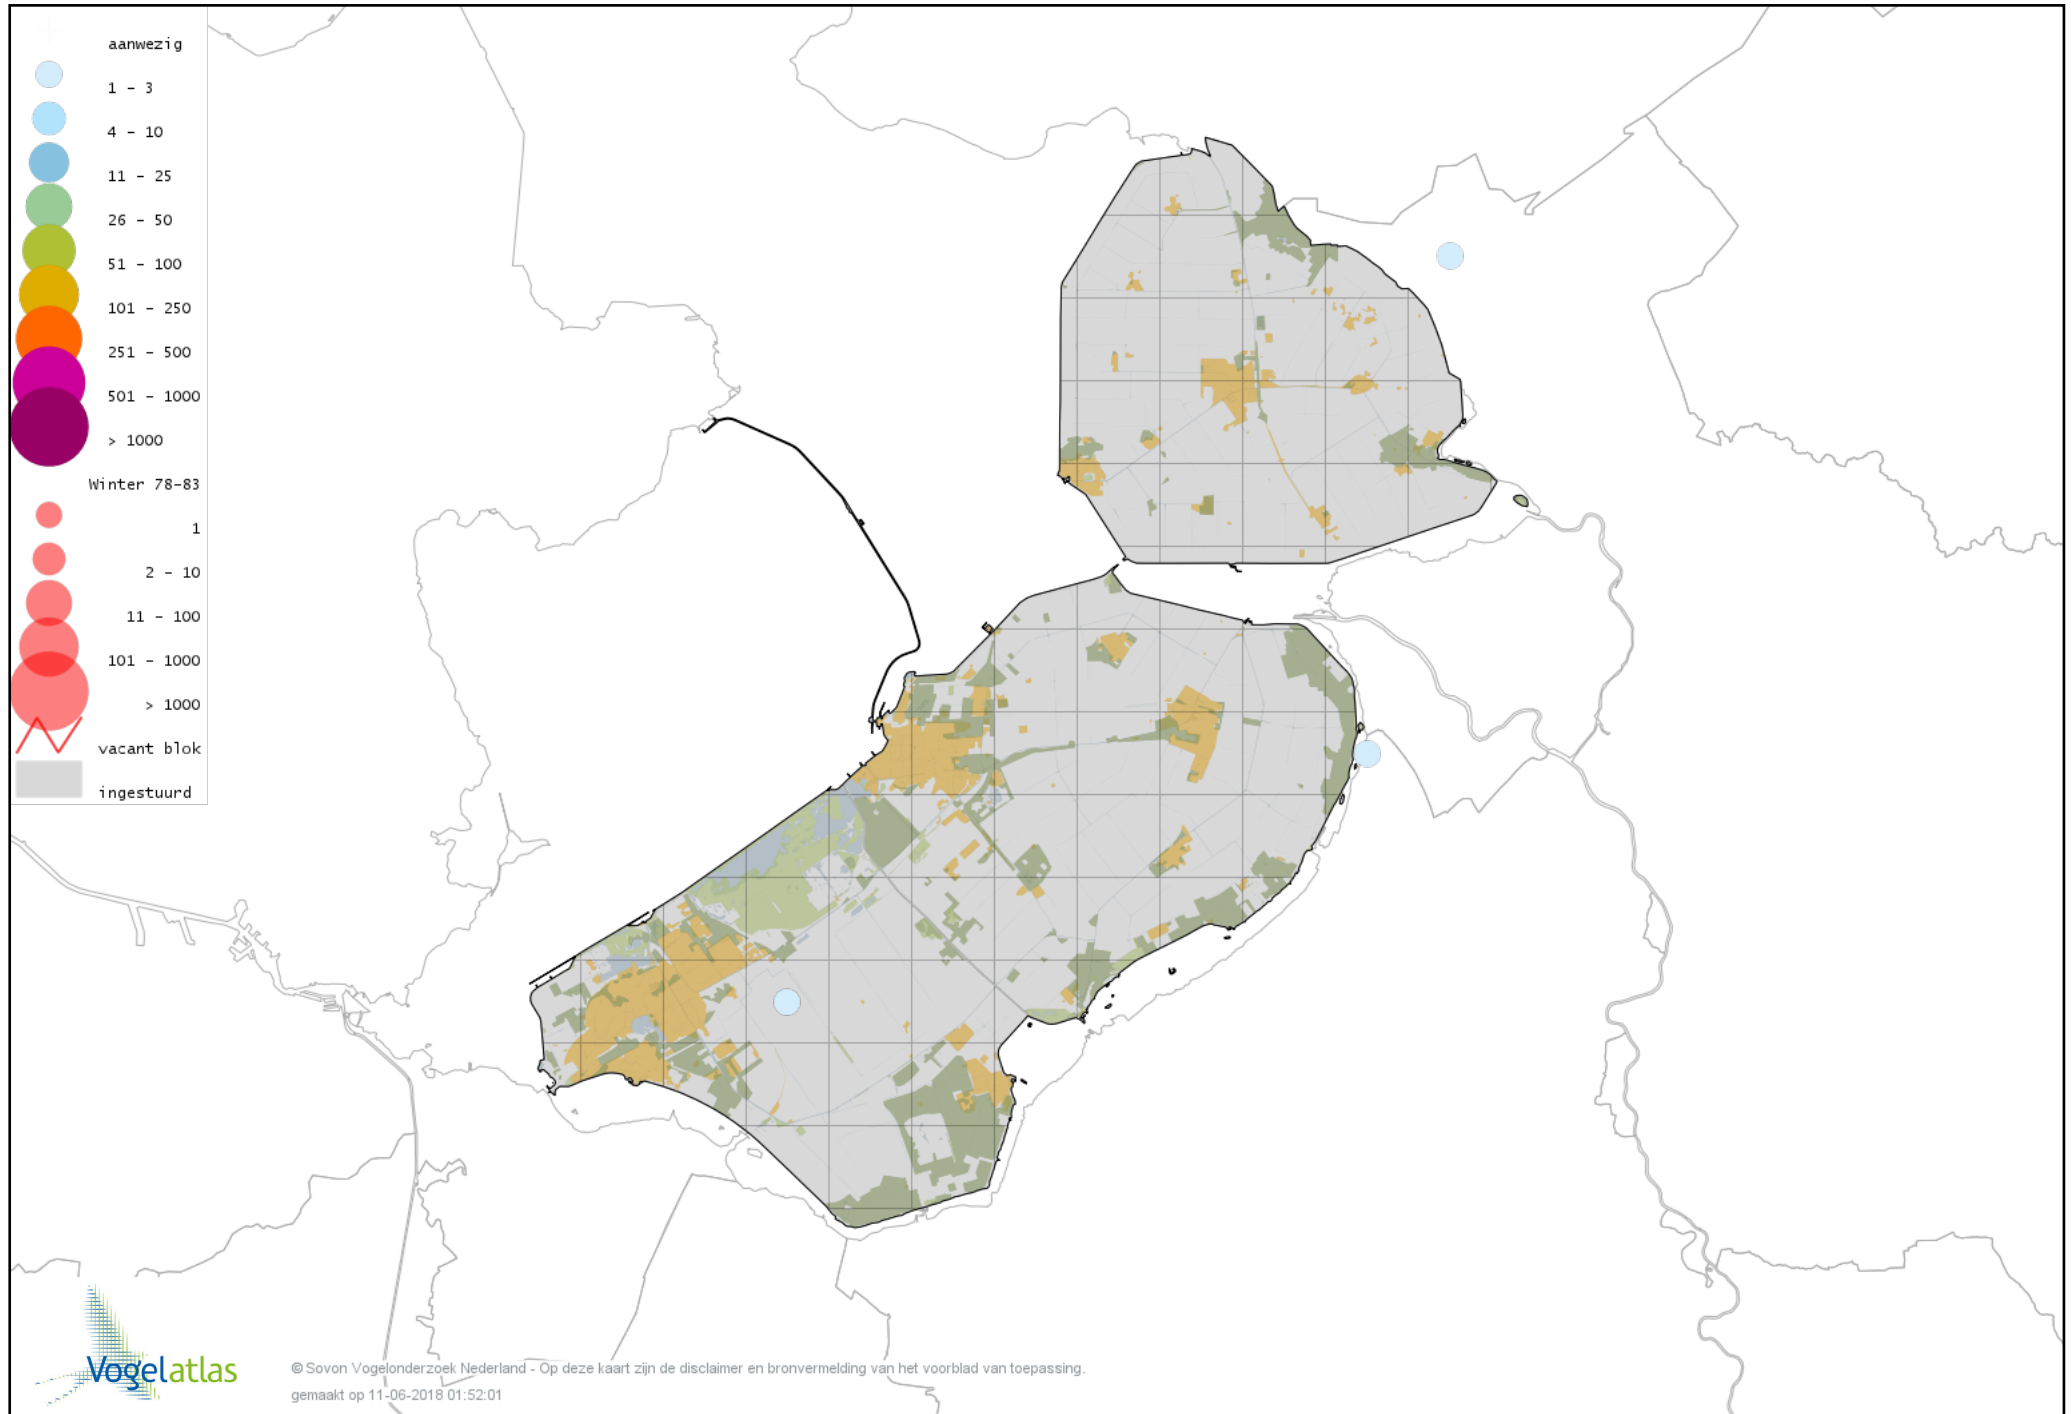 aanwezig
1 - 3
4 - 10
11 - 25
26 - 50
51 - 100
101 - 250
251 - 500
501 - 1000
> 1000
Winter 78-83
1
2 - 10
11 - 100
101 - 1000
> 1000
vacant blok
ingestuurd
Vogelatlas
© Sovon Vogelonderzoek Nederland - Op deze kaart zijn de disclaimer en bronvermelding van het voorblad van toepassing.
gemaakt op 11-06-2018 01:52:01